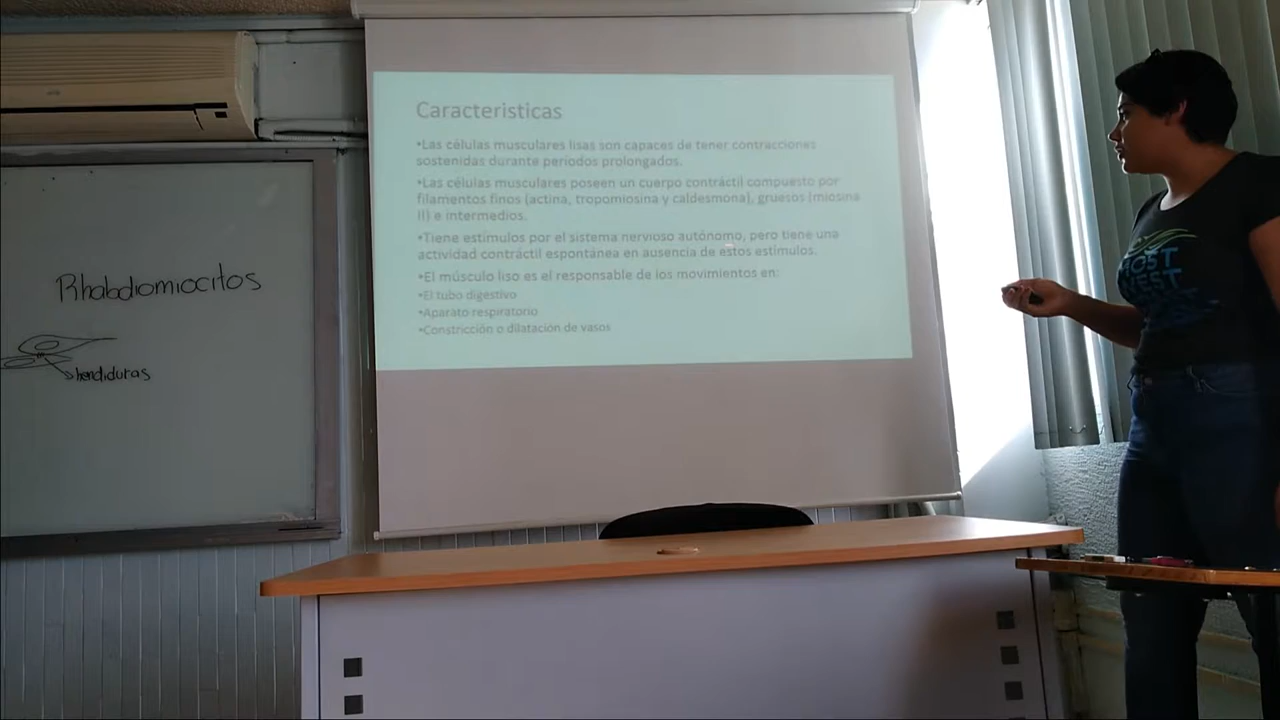 Caracteristicas
•Las células musculares lisas son capaces de tener contracciones
sostenidas durante periodos prolongados.
•Las células musculares poseen un cuerpo contráctil compuesto por
filamentos finos (actina, tropomiosina y caldesmona), gruesos (miosina
II) e intermedios.
•Tiene estímulos por el sistema nervioso autónomo, pero tiene una
actividad contráctil espontánea en ausencia de estos estímulos.
•El músculo liso es el responsable de los movimientos en:
•El tubo digestivo
•Aparato respiratorio
•Constricción o dilatación de vasos
Rhabdiomiocitos
hendiduras